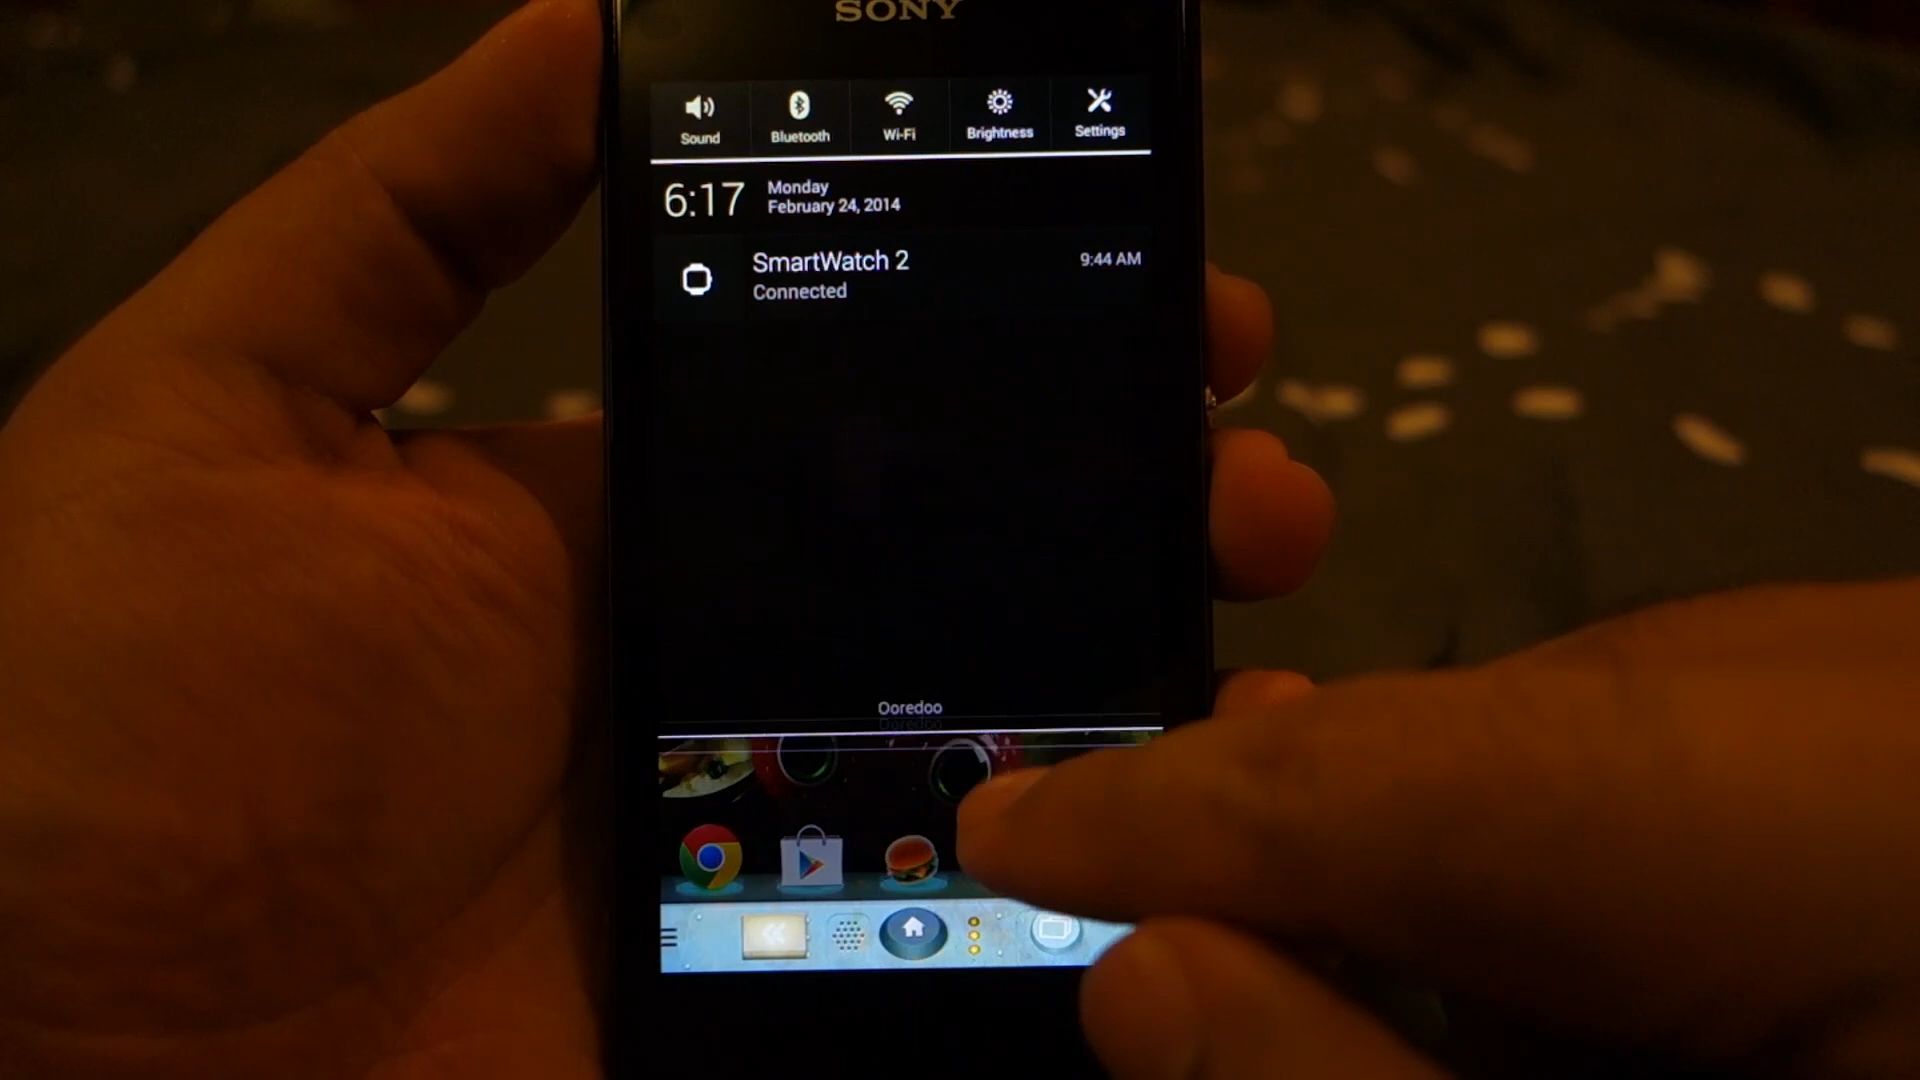 SONY
Sound
Bluetooth
Wi-Fi
Brightness
Settings
6:17
Monday
February 24, 2014
SmartWatch 2
9:44 AM
Connected
Ooredoo